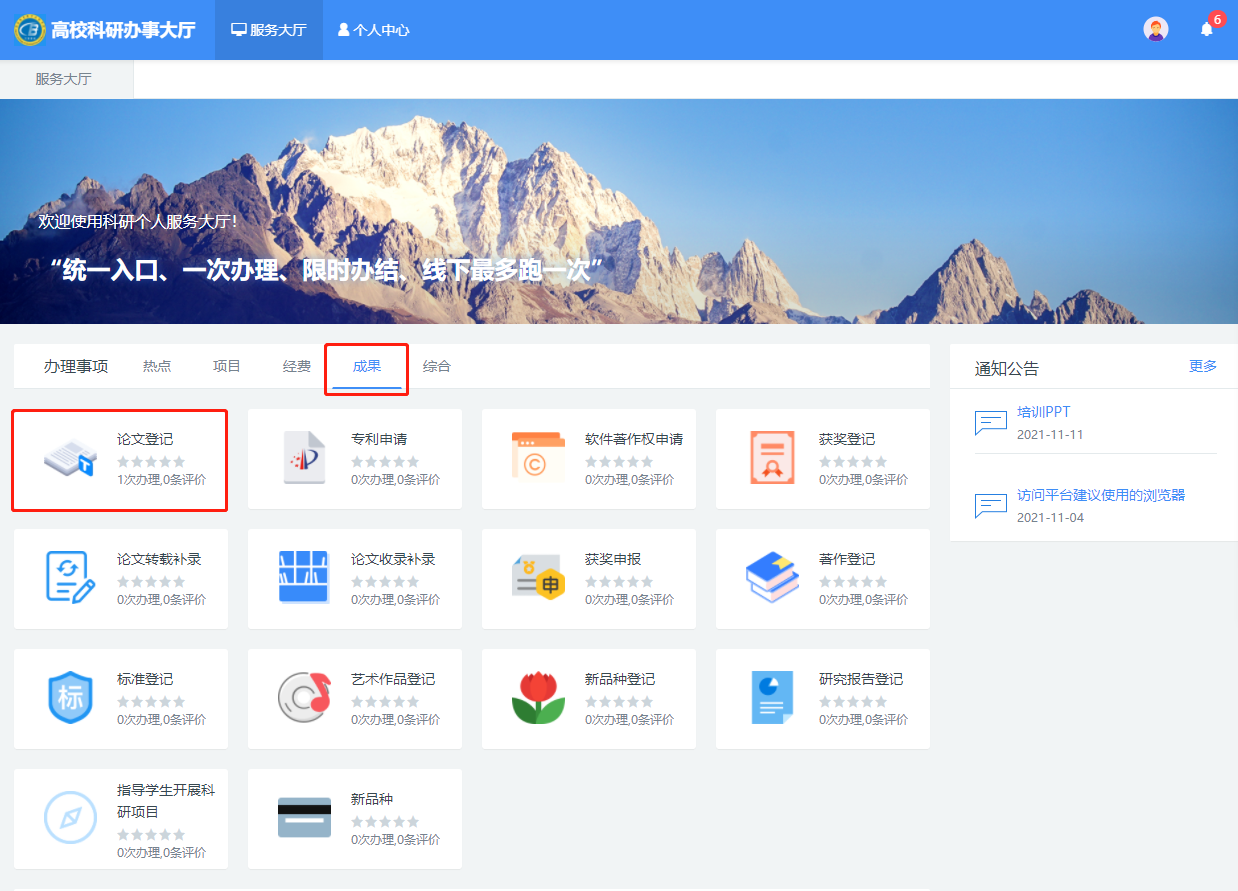 高校科研办事大厅
服务大厅
个人中心
6
服务大厅
欢迎使用科研个人服务大厅!
“统一入口、一次办理、限时办结、线下最多跑一次”
办理事项
热点
项目
经费
成果
综合
论文登记
1次办理,0条评价
专利申请
0次办理,0条评价
软件著作权申请
0次办理,0条评价
获奖登记
0次办理,0条评价
论文转载补录
0次办理,0条评价
论文收录补录
0次办理,0条评价
申
获奖申报
0次办理,0条评价
著作登记
0次办理,0条评价
标
标准登记
0次办理,0条评价
艺术作品登记
0次办理,0条评价
新品种登记
0次办理,0条评价
研究报告登记
0次办理,0条评价
指导学生开展科
研项目
0次办理,0条评价
新品种
0次办理,0条评价
通知公告
更多
培训PPT
2021-11-11
访问平台建议使用的浏览器
2021-11-04